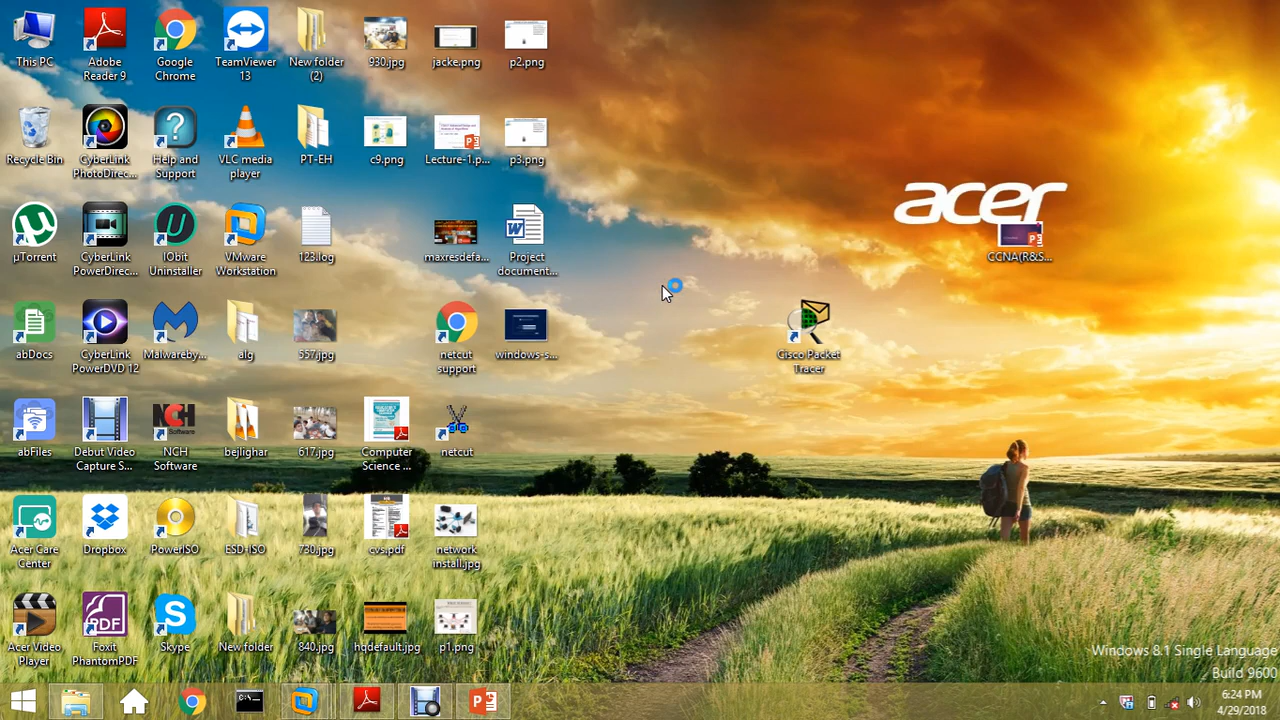 This PC
Adobe
Reader 9
Google
Chrome
TeamViewer
13
New folder
(2)
930.jpg
jacke.png
p2.png
Recycle Bin
CyberLink
PhotoDirec...
Help and
Support
VLC media
player
PT-EH
c9.png
Lecture-1.p...
p3.png
acer
µTorrent
CyberLink
PowerDirec...
IObit
Uninstaller
VMware
Workstation
123.log
maxresdefa...
Project
document...
CCNA(R&S...
abDocs
CyberLink
PowerDVD 12
Malwareby...
alg
557.jpg
netcut
support
windows-s...
Cisco Packet
Tracer
abFiles
Debut Video
Capture S...
NCH
Software
NCH
Software
bejlighar
617.jpg
Computer
Science ...
netcut
Acer Care
Center
Dropbox
PowerISO
ESD-ISO
730.jpg
cvs.pdf
network
install.jpg
Acer Video
Player
PDF
Foxit
PhantomPDF
Skype
New folder
840.jpg
hqdefault.jpg
p1.png
Windows 8.1 Single Language
Build 9600
6:24 PM
4/29/2018